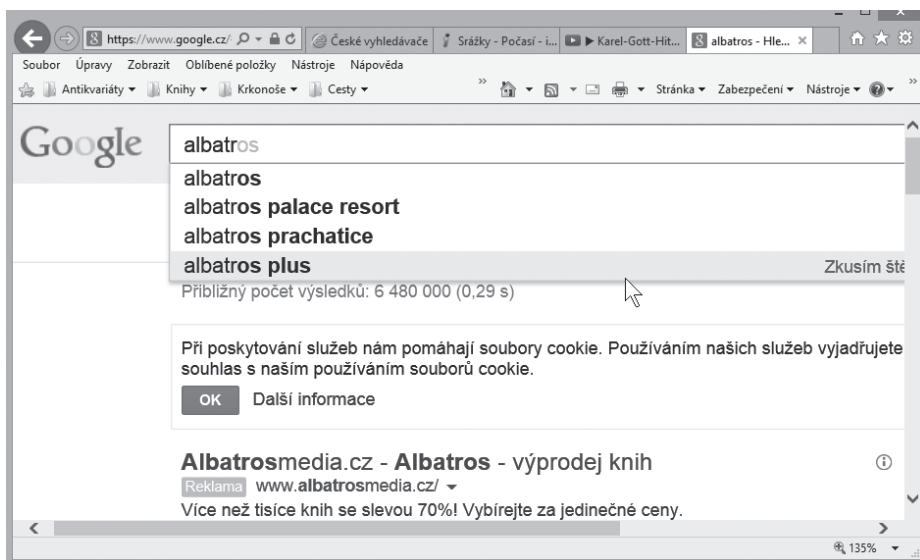 https://www.google.cz/ České vyhledávače Srážky - Počasí - i... Karel-Gott-Hit... albatros - Hle...
Soubor Úpravy Zobrazit Oblíbené položky Nástroje Nápověda
Antikvariáty Knihy Krkonoše Cesty Stránka Zabezpečení Nástroje
Google albatros
albatros
albatros palace resort
albatros prachatice
albatros plus Zkusím ště
Přibližný počet výsledků: 6 480 000 (0,29 s)
Při poskytování služeb nám pomáhají soubory cookie. Používáním našich služeb vyjadřujete
souhlas s naším používáním souborů cookie.
OK Další informace
Albatrosmedia.cz - Albatros - výprodej knih
Reklama www.albatrosmedia.cz/
Více než tisíce knih se slevou 70%! Vybírejte za jedinečné ceny.
135%